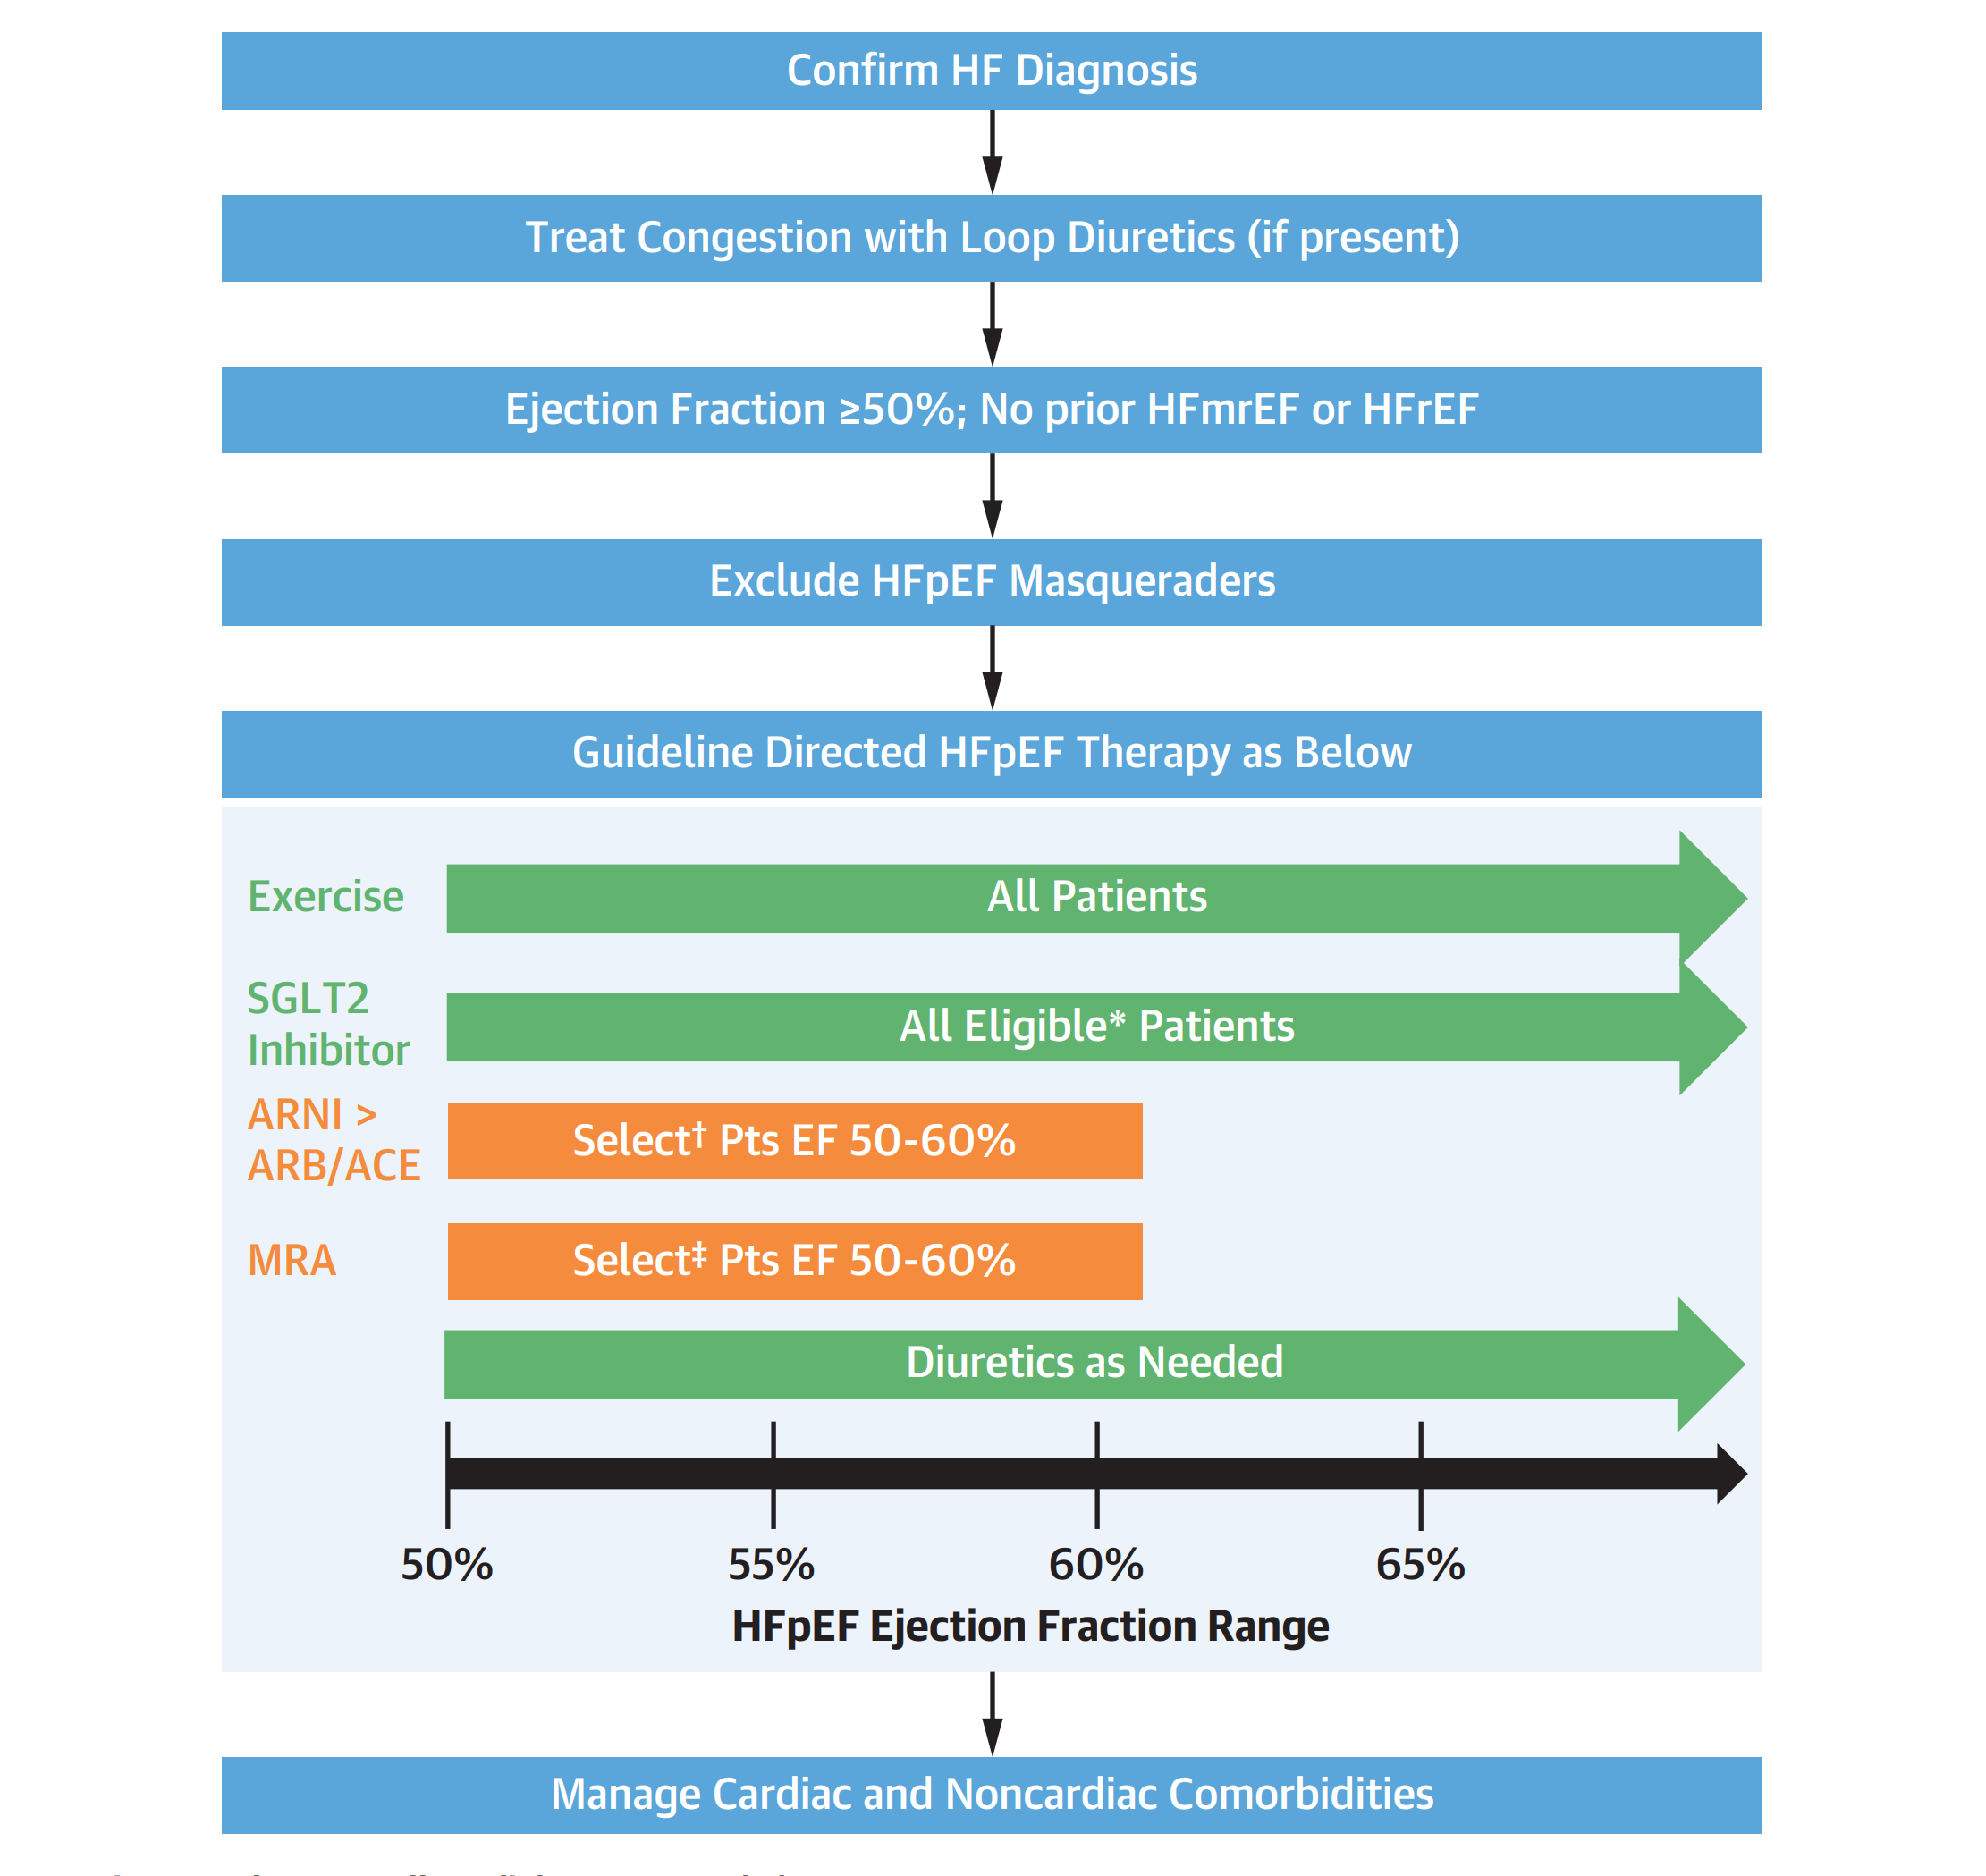 Confirm HF Diagnosis
Treat Congestion with Loop Diuretics (if present)
Ejection Fraction ≥50%; No prior HFmrEF or HFrEF
Exclude HFpEF Masqueraders
Guideline Directed HFpEF Therapy as Below
Exercise
All Patients
SGLT2
Inhibitor
All Eligible* Patients
ARNI >
ARB/ACE
Select† Pts EF 50-60%
MRA
Select‡ Pts EF 50-60%
Diuretics as Needed
50% 55% 60% 65%
HFpEF Ejection Fraction Range
Manage Cardiac and Noncardiac Comorbidities